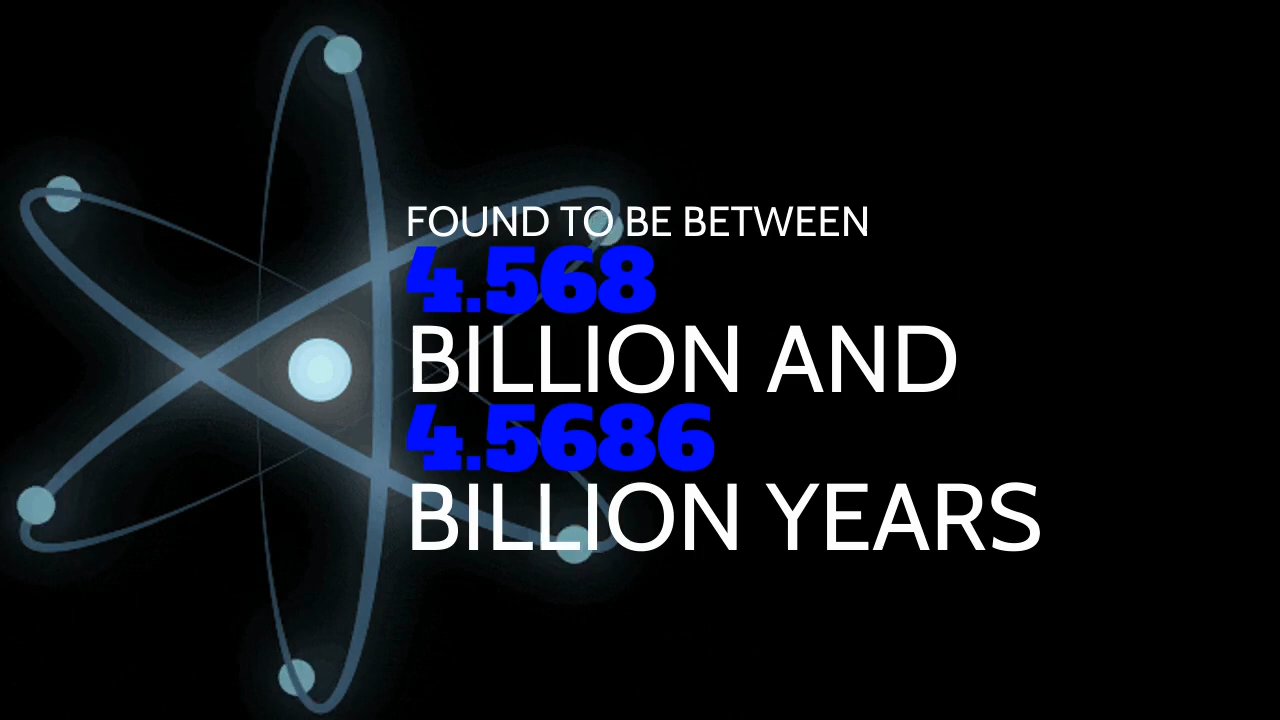 FOUND TO BE BETWEEN
4.568
BILLION AND
4.5686
BILLION YEARS